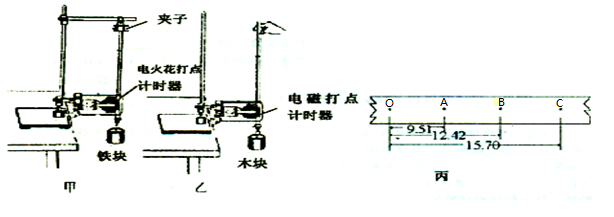 夹子
电火花打点
计时器
铁块
甲
电磁打点
计时器
木块
乙
O A B C
9.51
12.42
15.70
丙